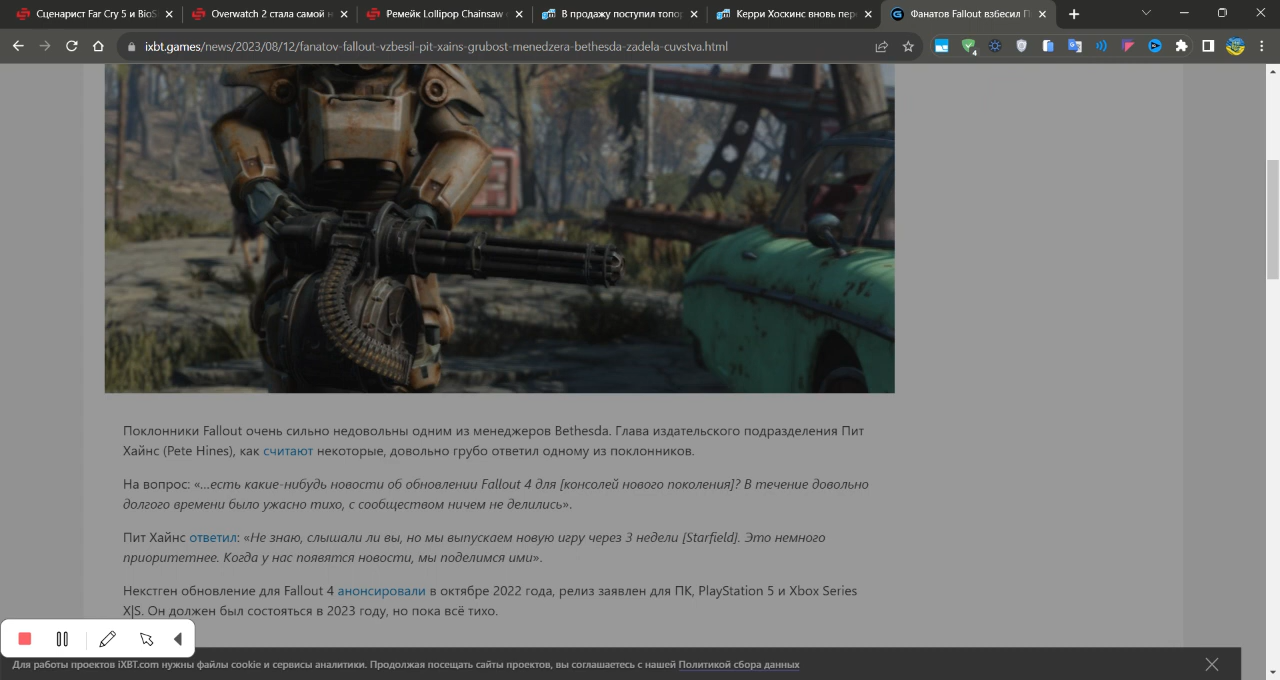 Сценарист Far Cry 5 и BioS
Overwatch 2 стала самой н
Ремейк Lollipop Chainsaw
В продажу поступил топо
Керри Хоскинс вновь пер
Фанатов Fallout взбесил П
ixbt.games/news/2023/08/12/fanatov-fallout-vzbesil-pit-xains-grubost-menedzera-bethesda-zadela-cuvstva.html
4
Поклонники Fallout очень сильно недовольны одним из менеджеров Bethesda. Глава издательского подразделения Пит
Хайнс (Pete Hines), как считают некоторые, довольно грубо ответил одному из поклонников.
На вопрос: «...есть какие-нибудь новости об обновлении Fallout 4 для [консолей нового поколения]? В течение довольно
долгого времени было ужасно тихо, с сообществом ничем не делились».
Пит Хайнс ответил: «Не знаю, слышали ли вы, но мы выпускаем новую игру через 3 недели [Starfield]. Это немного
приоритетнее. Когда у нас появятся новости, мы поделимся ими».
Некстген обновление для Fallout 4 анонсировали в октябре 2022 года, релиз заявлен для ПК, PlayStation 5 и Xbox Series
X|S. Он должен был состояться в 2023 году, но пока всё тихо.
Для работы проектов iXBT.com нужны файлы cookie и сервисы аналитики. Продолжая посещать сайты проектов, вы соглашаетесь с нашей Политикой сбора данных